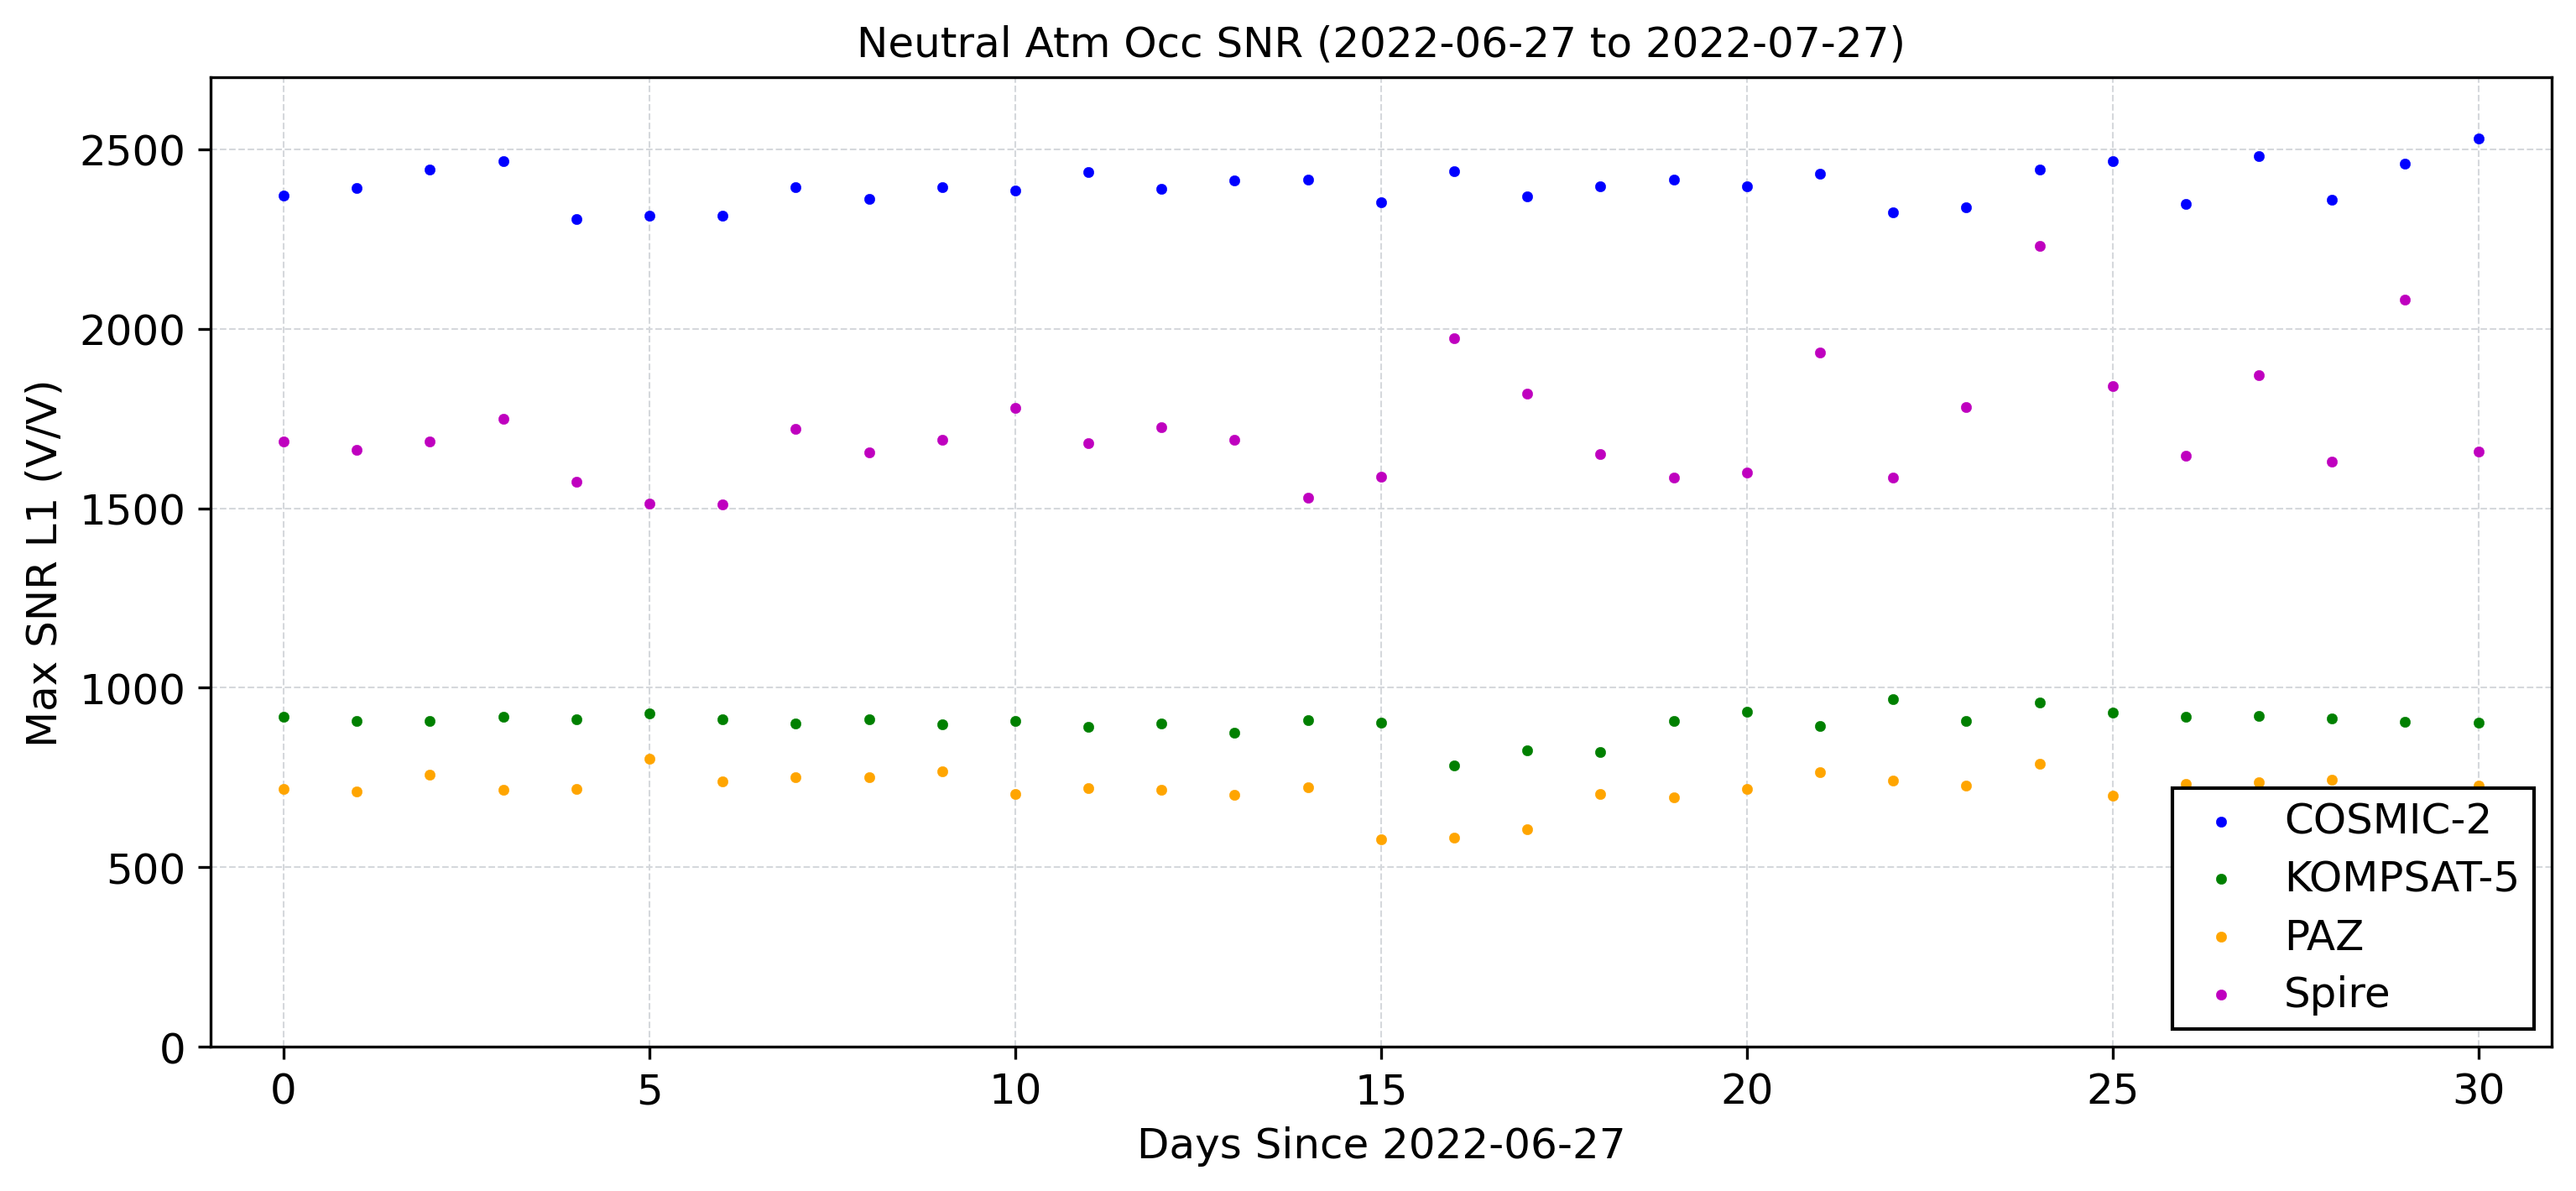 Neutral Atm Occ SNR (2022-06-27 to 2022-07-27)
Max SNR L1 (V/V)
2500
2000
1500
1000
500
0
0 5 10 15 20 25 30
Days Since 2022-06-27
COSMIC-2
KOMPSAT-5
PAZ
Spire